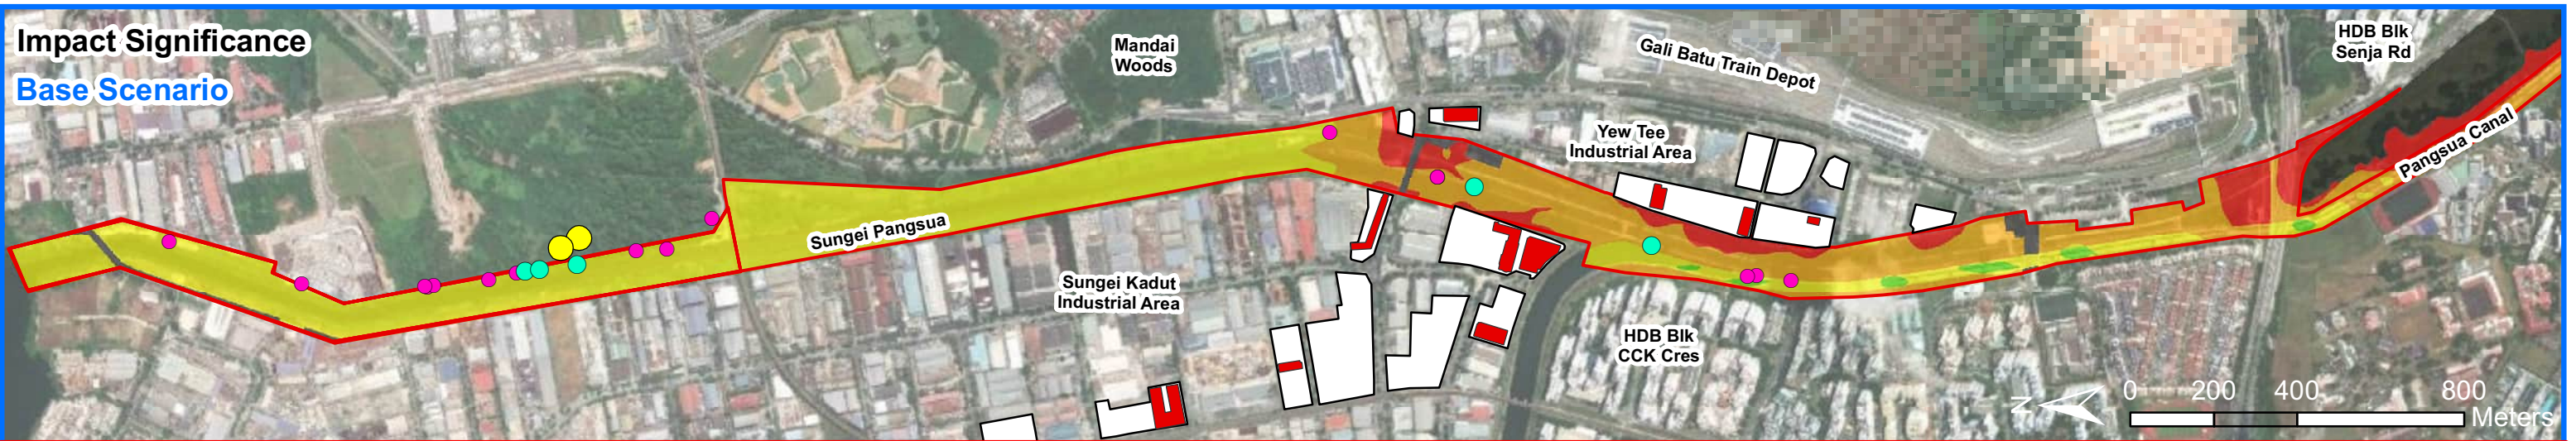 Impact Significance
Base Scenario
Mandai
Woods
Gali Batu Train Depot
HDB Blk
Senja Rd
Yew Tee
Industrial Area
Pangsua Canal
Sungei Pangsua
Sungei Kadut
Industrial Area
HDB Blk
CCK Cres
N
0 200 400 800
Meters